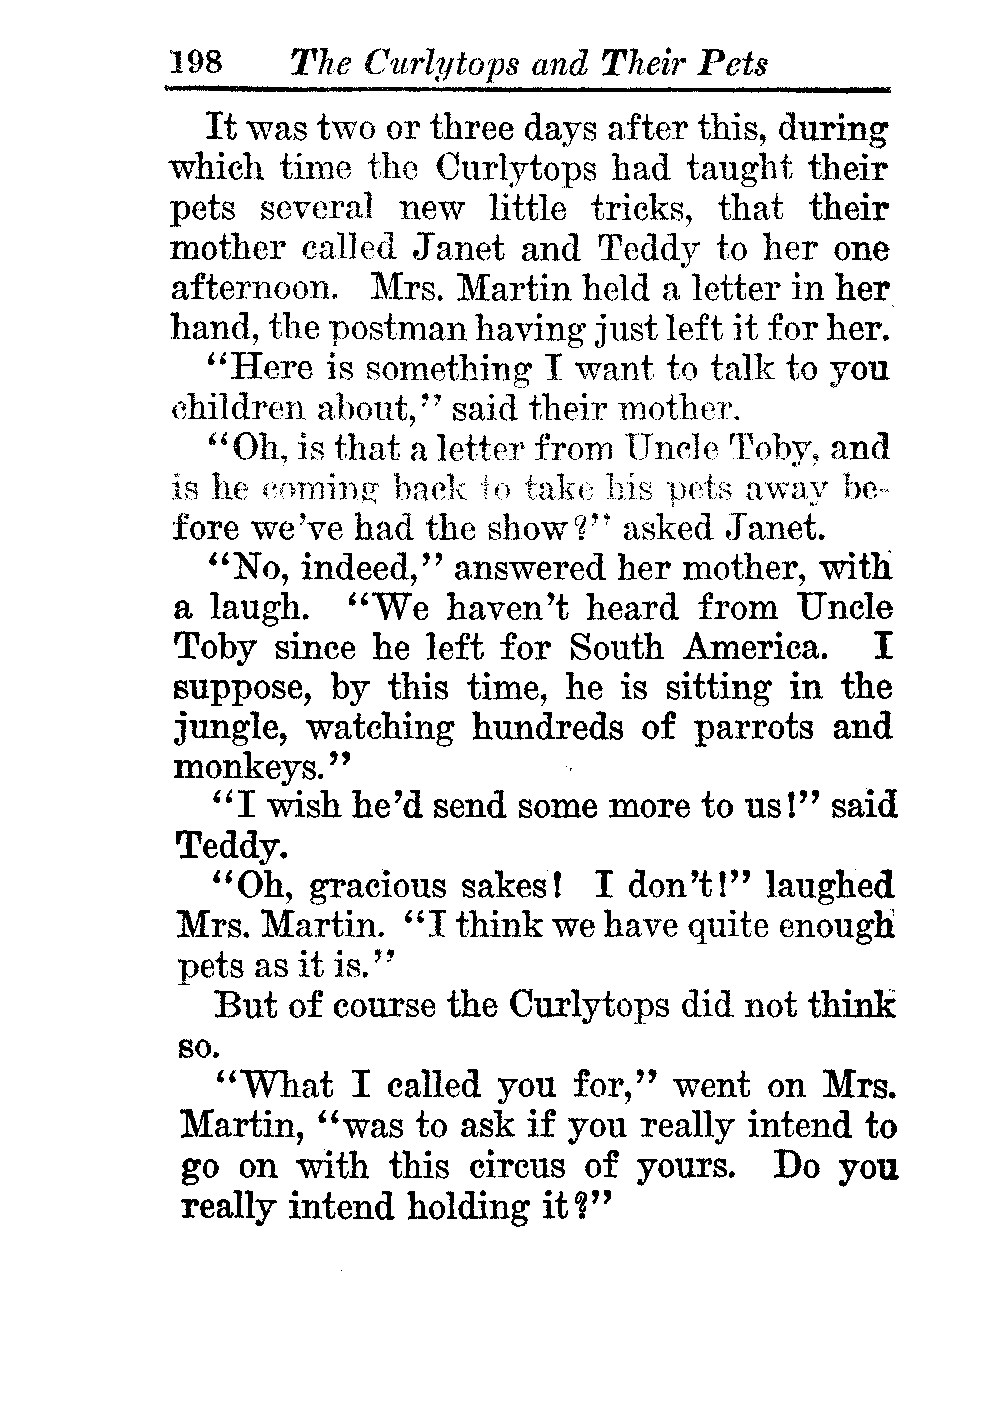 198 The Curlytops and Their Pets
It was two or three days after this, during
which time the Curlytops had taught their
pets several new little tricks, that their
mother called Janet and Teddy to her one
afternoon. Mrs. Martin held a letter in her
hand, the postman having just left it for her.
“Here is something I want to talk to you
children about,” said their mother.
“Oh, is that a letter from Uncle Toby, and
is he coming back to take his pets away be-
fore we’ve had the show?” asked Janet.
“No, indeed,” answered her mother, with
a laugh. “We haven’t heard from Uncle
Toby since he left for South America. I
suppose, by this time, he is sitting in the
jungle, watching hundreds of parrots and
monkeys.”
“I wish he’d send some more to us!” said
Teddy.
“Oh, gracious sakes! I don’t!” laughed
Mrs. Martin. “I think we have quite enough
pets as it is.”
But of course the Curlytops did not think
so.
“What I called you for,” went on Mrs.
Martin, “was to ask if you really intend to
go on with this circus of yours. Do you
really intend holding it?”